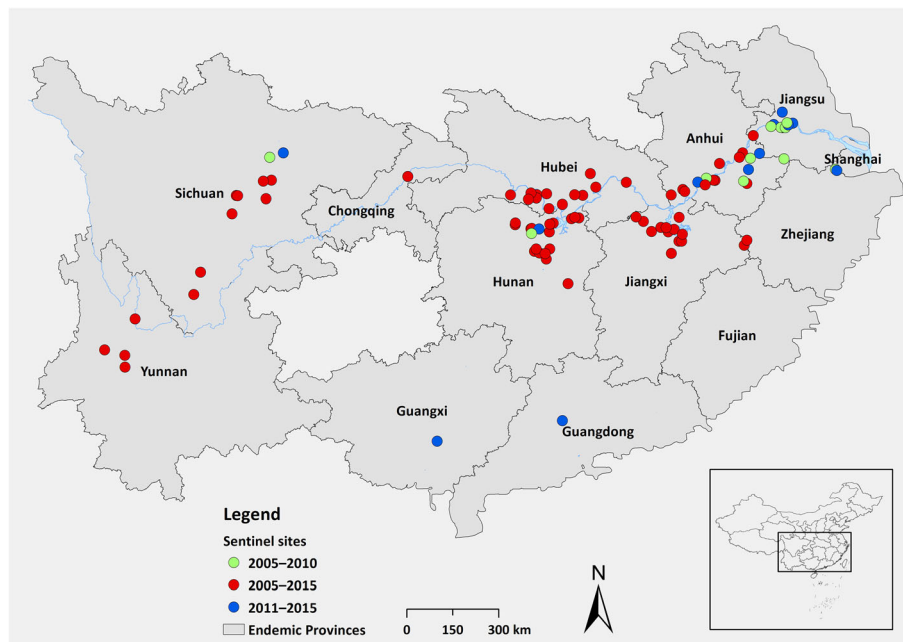 Jiangsu
Anhui
Shanghai
Hubei
Sichuan
Chongqing
Zhejiang
Hunan
Jiangxi
Fujian
Yunnan
Guangxi
Guangdong
Legend
Sentinel sites
2005–2010
2005–2015
2011–2015
Endemic Provinces
0 150 300 km
N